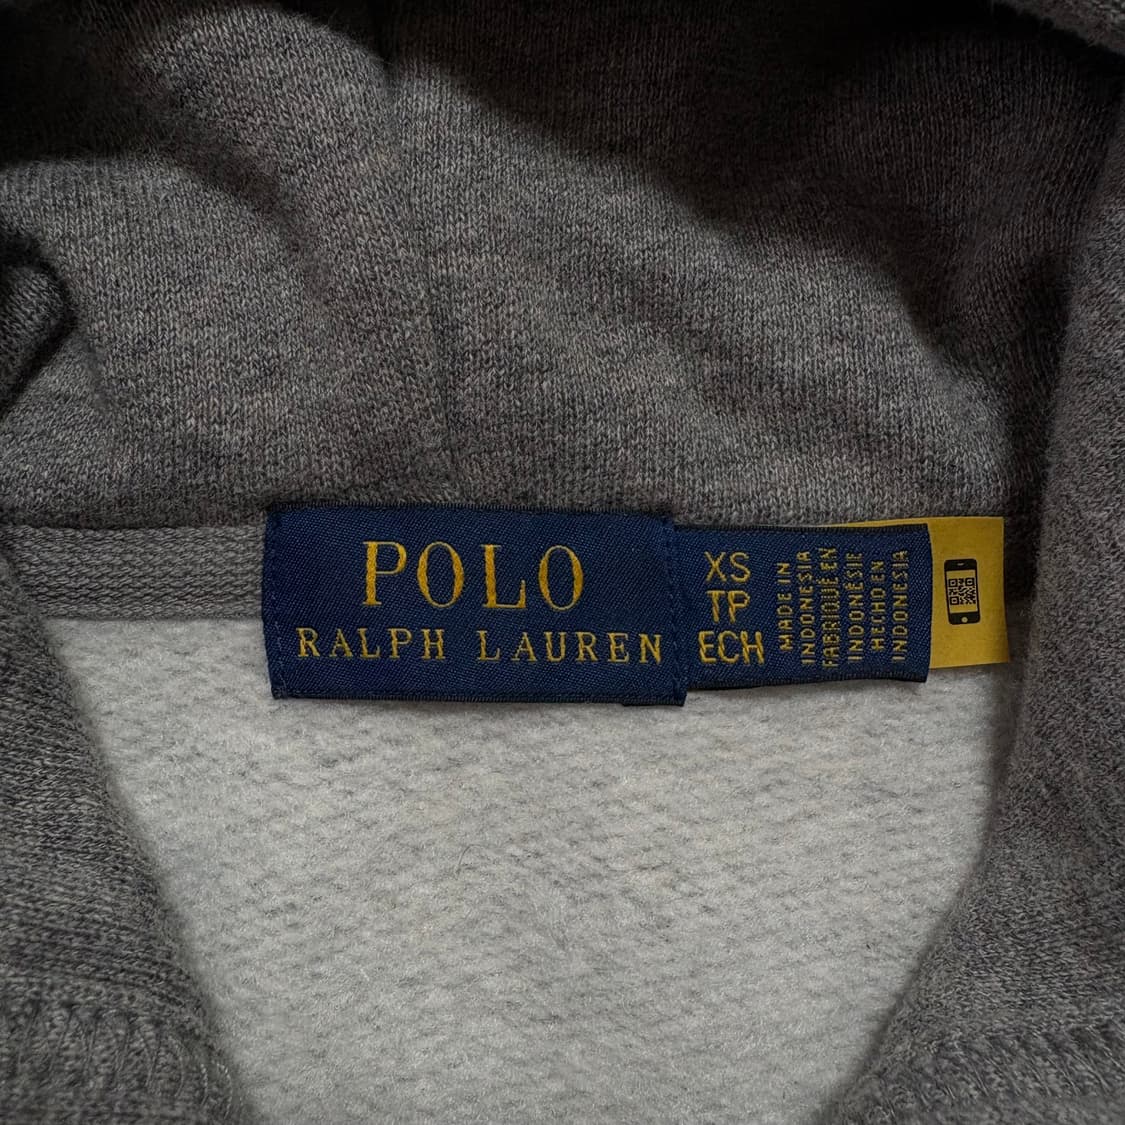 POLO
RALPH LAUREN
XS
TP
ECH
MADE IN
INDONESIA
FABRIQUÉ EN
INDONÉSIE
HECHO EN
INDONESIA